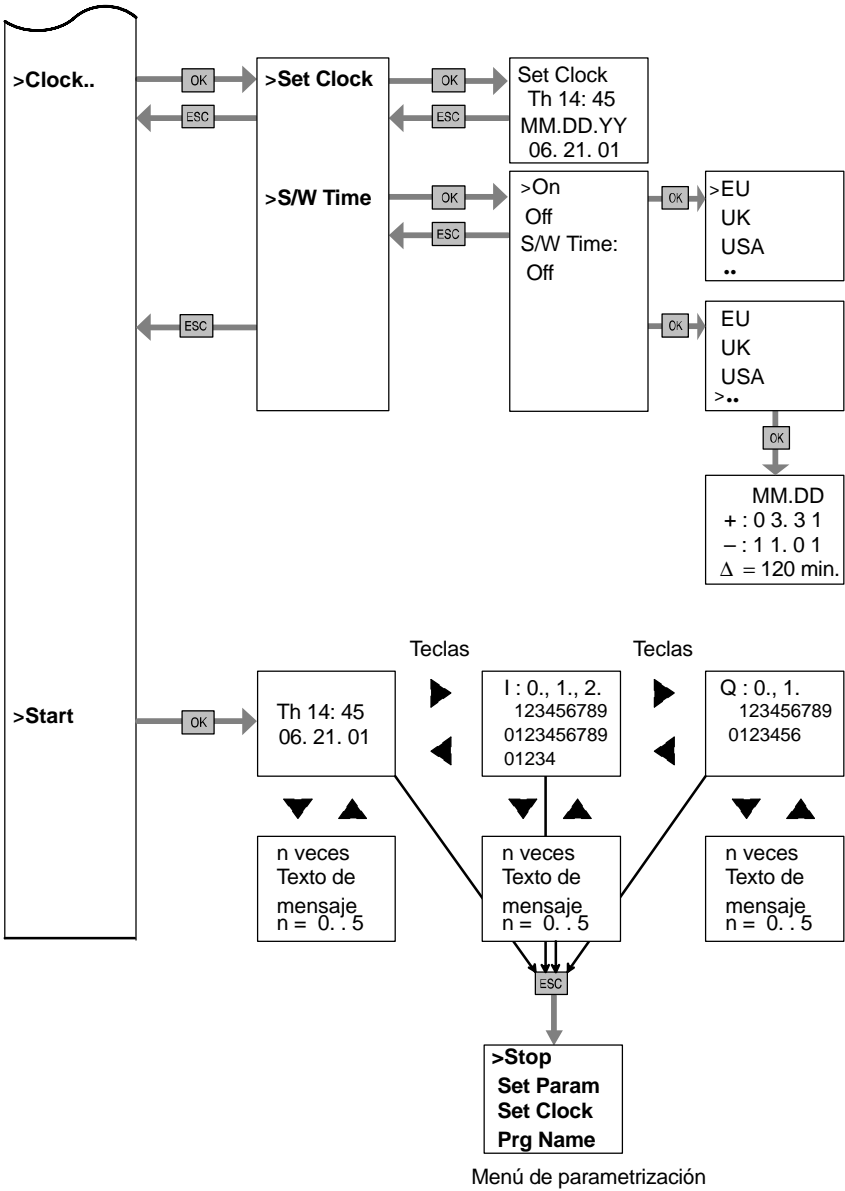 >Clock..
OK
ESC
>Set Clock
OK
ESC
Set Clock
Th 14: 45
MM.DD.YY
06. 21. 01
>S/W Time
OK
ESC
>On
Off
S/W Time:
Off
OK
>EU
UK
USA
••
ESC
OK
EU
UK
USA
>••
OK
MM.DD
+ : 0 3. 3 1
– : 1 1. 0 1
Δ = 120 min.
>Start
OK
Th 14: 45
06. 21. 01
Teclas
I : 0., 1., 2.
123456789
0123456789
01234
Teclas
Q : 0., 1.
123456789
0123456
n veces
Texto de
mensaje
n = 0. . 5
n veces
Texto de
mensaje
n = 0. . 5
n veces
Texto de
mensaje
n = 0. . 5
ESC
>Stop
Set Param
Set Clock
Prg Name
Menú de parametrización